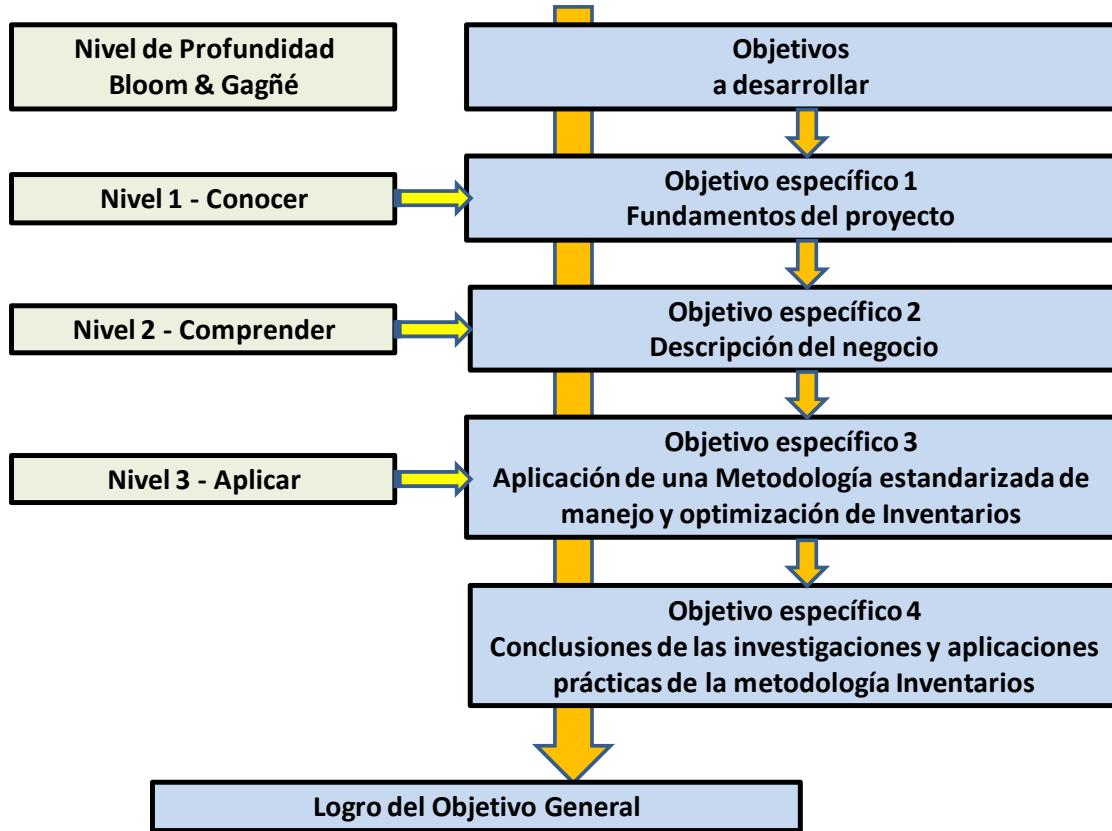 Nivel de Profundidad
Bloom & Gagñé
Objetivos
a desarrollar
Nivel 1 - Conocer
Objetivo específico 1
Fundamentos del proyecto
Nivel 2 - Comprender
Objetivo específico 2
Descripción del negocio
Nivel 3 - Aplicar
Objetivo específico 3
Aplicación de una Metodología estandarizada de
manejo y optimización de Inventarios
Objetivo específico 4
Conclusiones de las investigaciones y aplicaciones
prácticas de la metodología Inventarios
Logro del Objetivo General